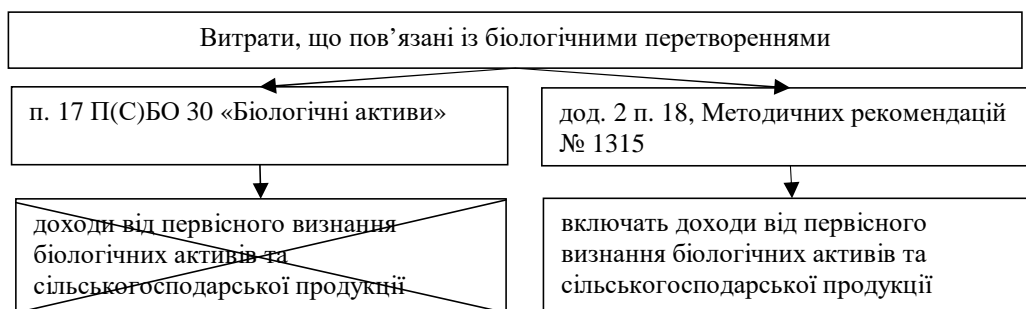 Витрати, що пов’язані із біологічними перетвореннями
п. 17 П(С)БО 30 «Біологічні активи»
дод. 2 п. 18, Методичних рекомендацій
№ 1315
доходи від первісного визнання
біологічних активів та
сільськогосподарської продукції
включать доходи від первісного
визнання біологічних активів та
сільськогосподарської продукції